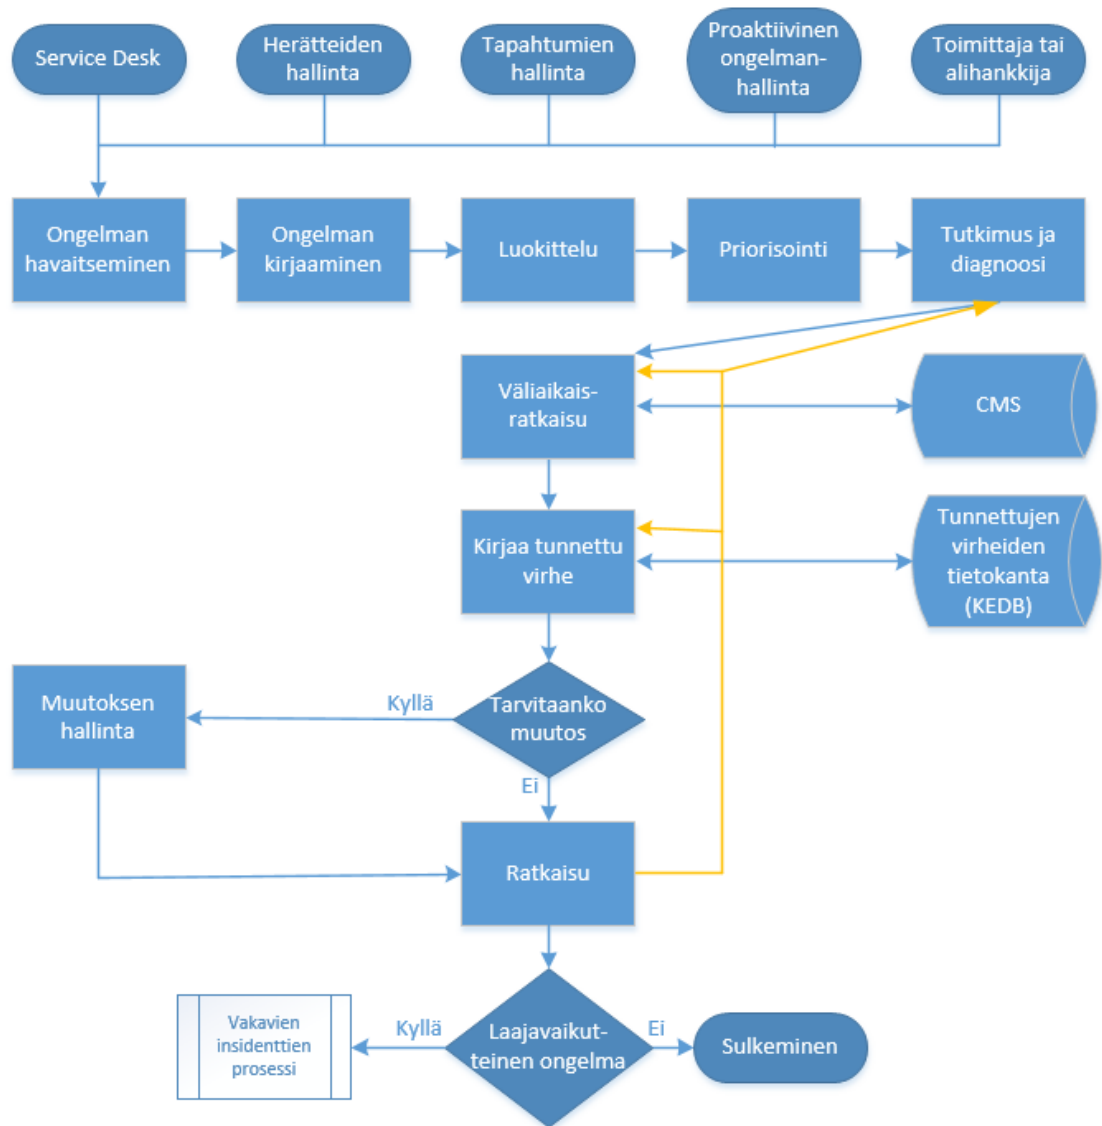 Service Desk
Herätteiden
hallinta
Tapahtumien
hallinta
Proaktiivinen
ongelman-
hallinta
Toimittaja tai
alihankkija
Ongelman
havaitseminen
Ongelman
kirjaaminen
Luokittelu
Priorisointi
Tutkimus ja
diagnoosi
Väliaikais-
ratkaisu
CMS
Kirjaa tunnettu
virhe
Tunnettujen
virheiden
tietokanta
(KEDB)
Muutoksen
hallinta
Kyllä
Tarvitaanko
muutos
Ei
Ratkaisu
Vakavien
insidenttien
prosessi
Kyllä
Laajavaikut-
teinen ongelma
Ei
Sulkeminen